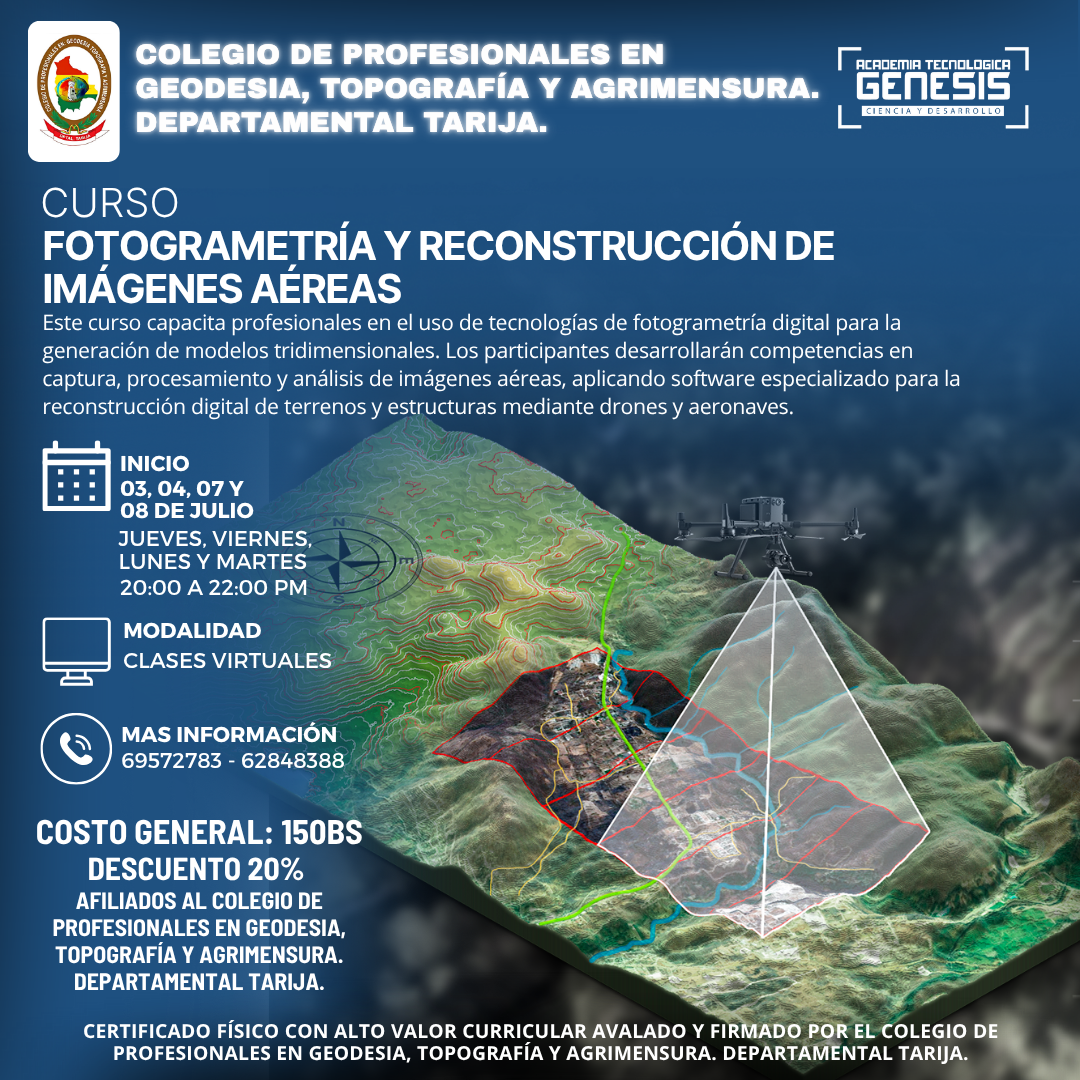 COLEGIO DE PROFESIONALES EN
GEODESIA, TOPOGRAFÍA Y AGRIMENSURA.
DEPARTAMENTAL TARIJA.
ACADEMIA TECNOLOGICA
GENESIS
CIENCIA Y DESARROLLO
CURSO
FOTOGRAMETRÍA Y RECONSTRUCCIÓN DE
IMÁGENES AÉREAS
Este curso capacita profesionales en el uso de tecnologías de fotogrametría digital para la
generación de modelos tridimensionales. Los participantes desarrollarán competencias en
captura, procesamiento y análisis de imágenes aéreas, aplicando software especializado para la
reconstrucción digital de terrenos y estructuras mediante drones y aeronaves.
INICIO
03, 04, 07 Y
08 DE JULIO
JUEVES, VIERNES,
LUNES Y MARTES
20:00 A 22:00 PM
N
E
S
MODALIDAD
CLASES VIRTUALES
MAS INFORMACIÓN
69572783 - 62848388
COSTO GENERAL: 150BS
DESCUENTO 20%
AFILIADOS AL COLEGIO DE
PROFESIONALES EN GEODESIA,
TOPOGRAFÍA Y AGRIMENSURA.
DEPARTAMENTAL TARIJA.
CERTIFICADO FÍSICO CON ALTO VALOR CURRICULAR AVALADO Y FIRMADO POR EL COLEGIO DE
PROFESIONALES EN GEODESIA, TOPOGRAFÍA Y AGRIMENSURA. DEPARTAMENTAL TARIJA.